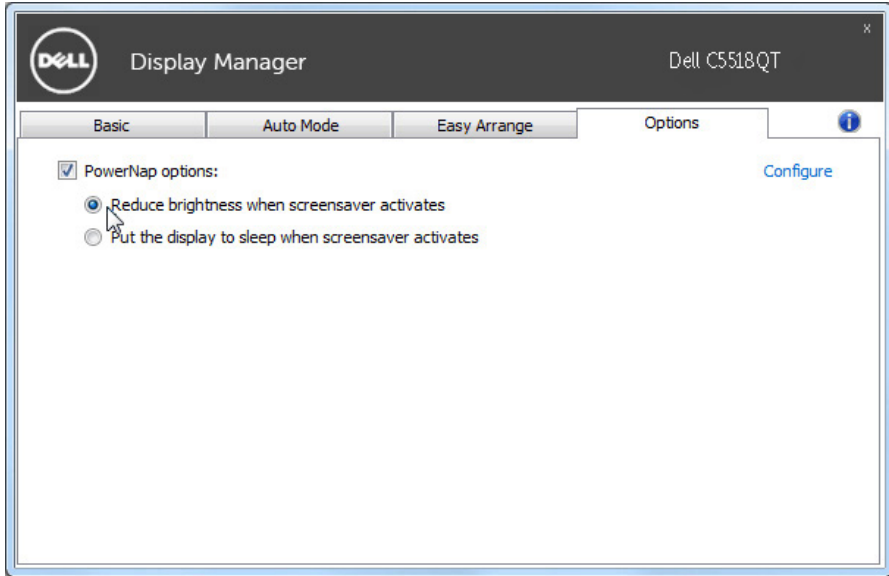 x
DELL
Display Manager
Dell C5518QT
Basic
Auto Mode
Easy Arrange
Options
i
PowerNap options:
Configure
Reduce brightness when screensaver activates
Put the display to sleep when screensaver activates